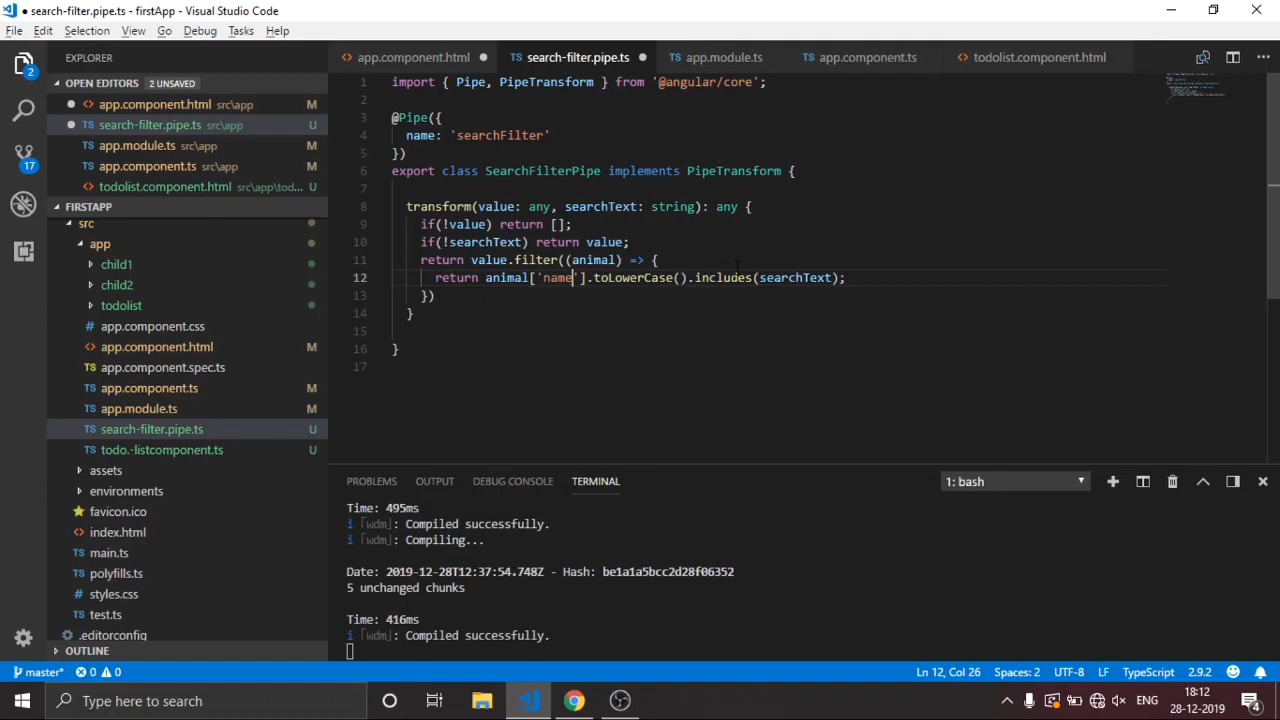 search-filter.pipe.ts - firstApp - Visual Studio Code
File Edit Selection View Go Debug Tasks Help
EXPLORER
OPEN EDITORS 2 UNSAVED
app.component.html src\app M
TS search-filter.pipe.ts src\app U
TS app.module.ts src\app M
TS app.component.ts src\app M
todolist.component.html src\app\tod... U
FIRSTAPP
src
app
child1
child2
todolist
app.component.css
app.component.html M
app.component.spec.ts
app.component.ts M
app.module.ts M
search-filter.pipe.ts U
todo.-listcomponent.ts U
assets
environments
favicon.ico
index.html
main.ts
polyfills.ts
styles.css
test.ts
.editorconfig
OUTLINE
2
17
app.component.html TS search-filter.pipe.ts TS app.module.ts TS app.component.ts todolist.component.html
1 import { Pipe, PipeTransform } from '@angular/core';
2
3 @Pipe({
4 name: 'searchFilter'
5 })
6 export class SearchFilterPipe implements PipeTransform {
7
8 transform(value: any, searchText: string): any {
9 if(!value) return [];
10 if(!searchText) return value;
11 return value.filter((animal) => {
12 return animal['name'].toLowerCase().includes(searchText);
13 })
14 }
15
16 }
17
PROBLEMS OUTPUT DEBUG CONSOLE TERMINAL 1: bash
Time: 495ms
i ｢wdm｣: Compiled successfully.
i ｢wdm｣: Compiling...
Date: 2019-12-28T12:37:54.748Z - Hash: be1a1a5bcc2d28f06352
5 unchanged chunks
Time: 416ms
i ｢wdm｣: Compiled successfully.
master* 0 0 Ln 12, Col 26 Spaces: 2 UTF-8 LF TypeScript 2.9.2
Type here to search ENG 18:12
28-12-2019 4